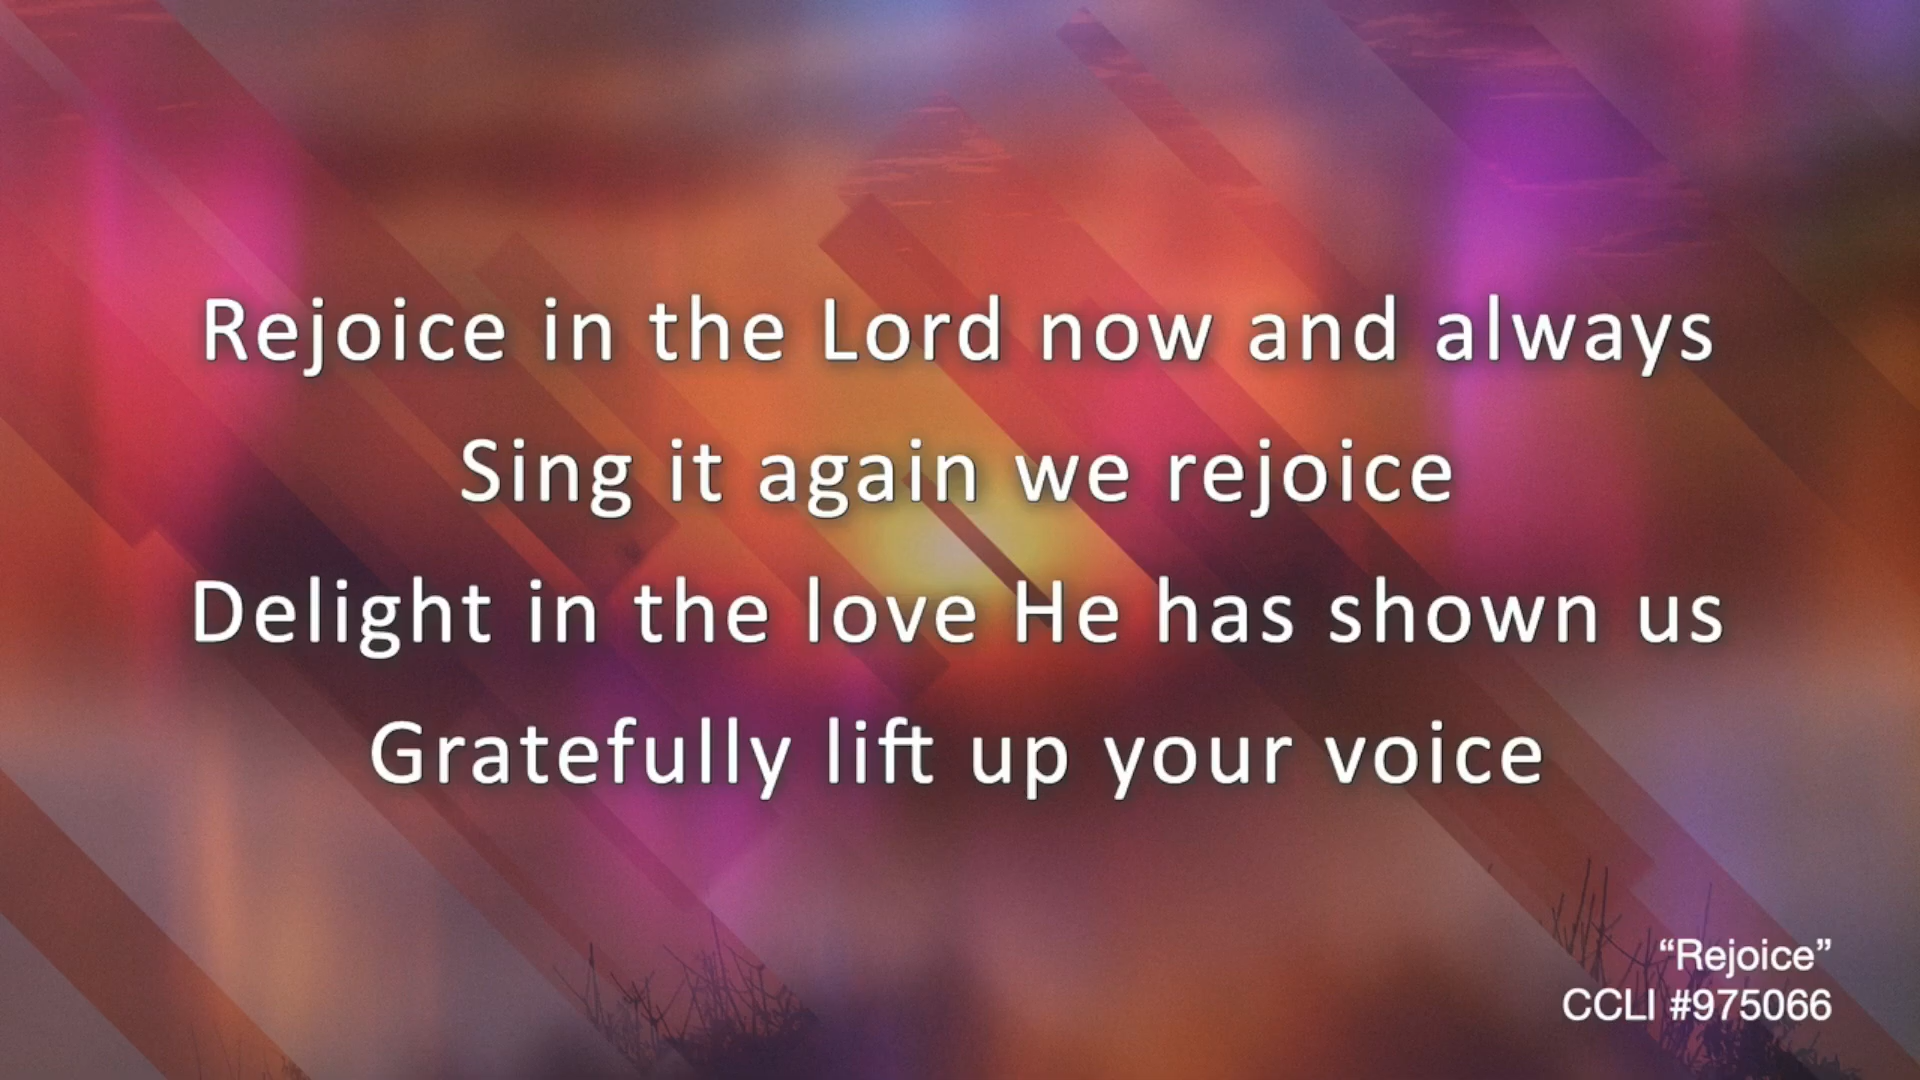 Rejoice in the Lord now and always
Sing it again we rejoice
Delight in the love He has shown us
Gratefully lift up your voice
“Rejoice”
CCLI #975066